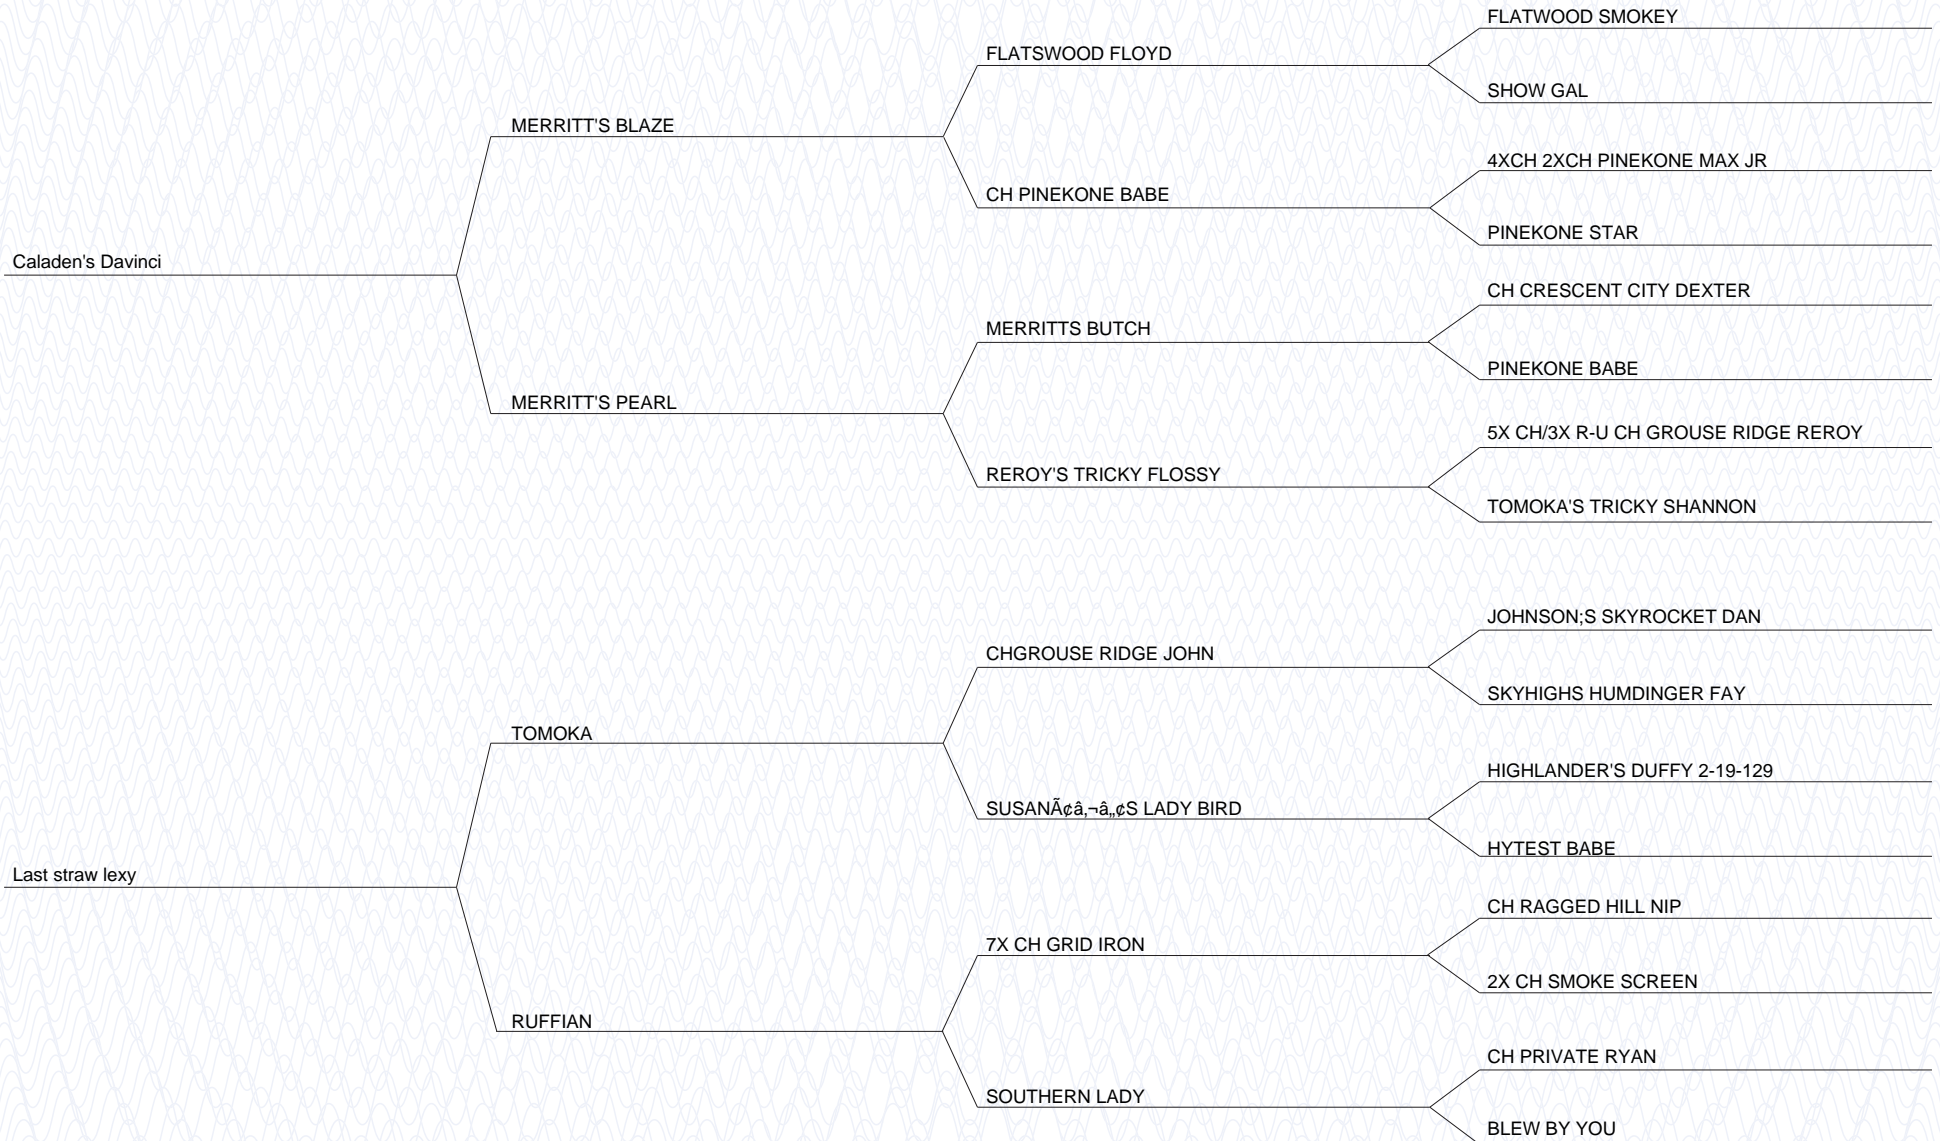 FLATWOOD SMOKEY
FLATSWOOD FLOYD
SHOW GAL
MERRITT'S BLAZE
4XCH 2XCH PINEKONE MAX JR
CH PINEKONE BABE
PINEKONE STAR
Caladen's Davinci
CH CRESCENT CITY DEXTER
MERRITTS BUTCH
PINEKONE BABE
MERRITT'S PEARL
5X CH/3X R-U CH GROUSE RIDGE REROY
REROY'S TRICKY FLOSSY
TOMOKA'S TRICKY SHANNON
JOHNSON;S SKYROCKET DAN
CHGROUSE RIDGE JOHN
SKYHIGHS HUMDINGER FAY
TOMOKA
HIGHLANDER'S DUFFY 2-19-129
SUSANÃ¢â‚¬â„¢S LADY BIRD
HYTEST BABE
Last straw lexy
CH RAGGED HILL NIP
7X CH GRID IRON
2X CH SMOKE SCREEN
RUFFIAN
CH PRIVATE RYAN
SOUTHERN LADY
BLEW BY YOU